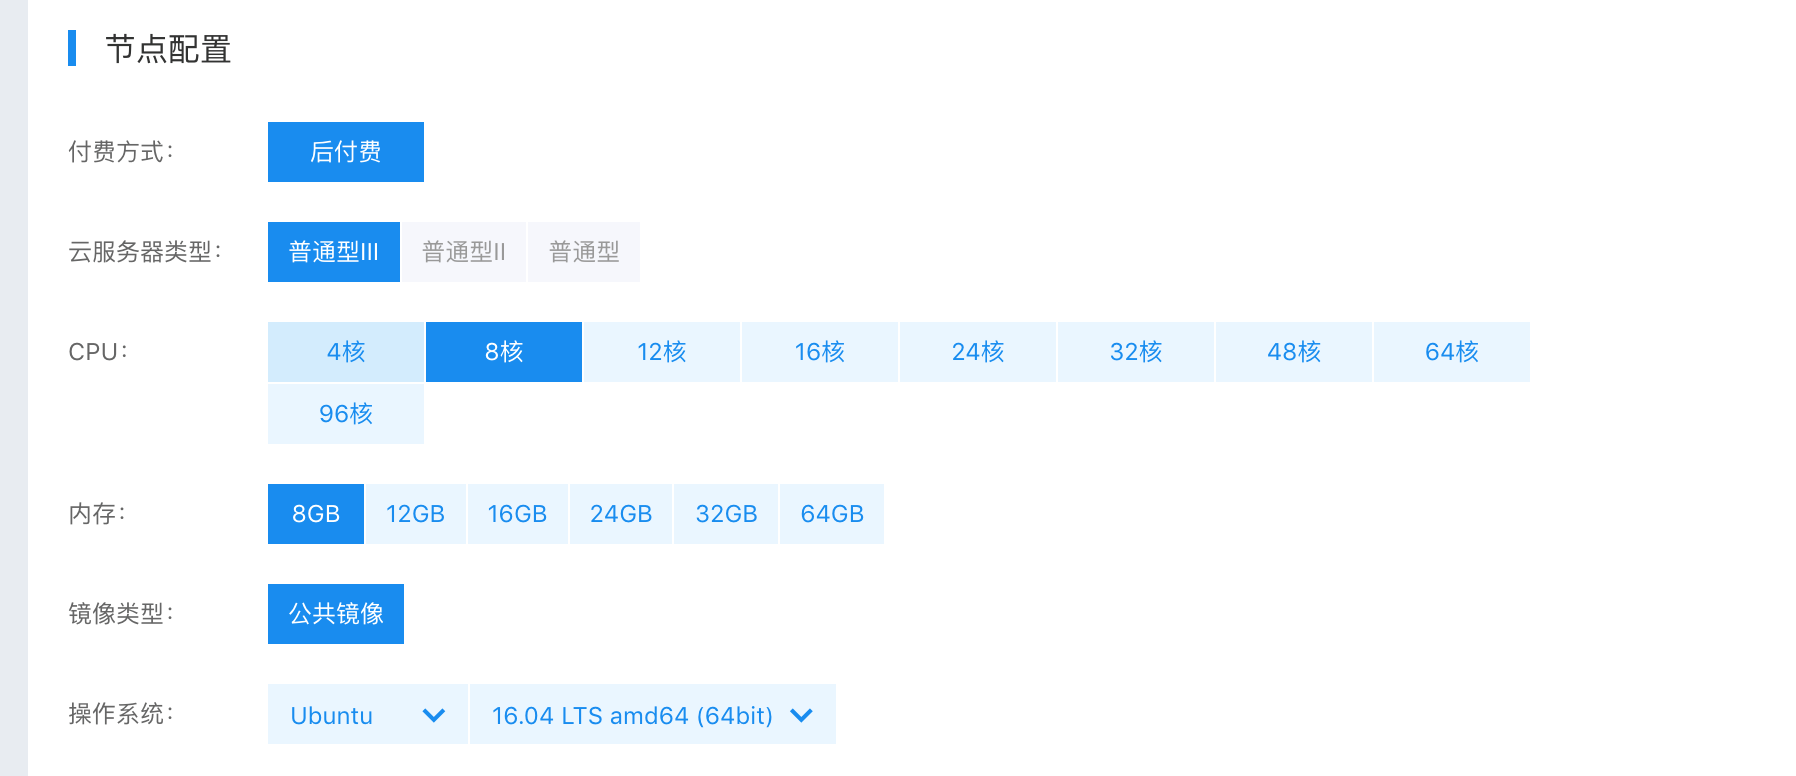 节点配置
付费方式： 后付费
云服务器类型： 普通型III 普通型II 普通型
CPU： 4核 8核 12核 16核 24核 32核 48核 64核
96核
内存： 8GB 12GB 16GB 24GB 32GB 64GB
镜像类型： 公共镜像
操作系统： Ubuntu 16.04 LTS amd64 (64bit)